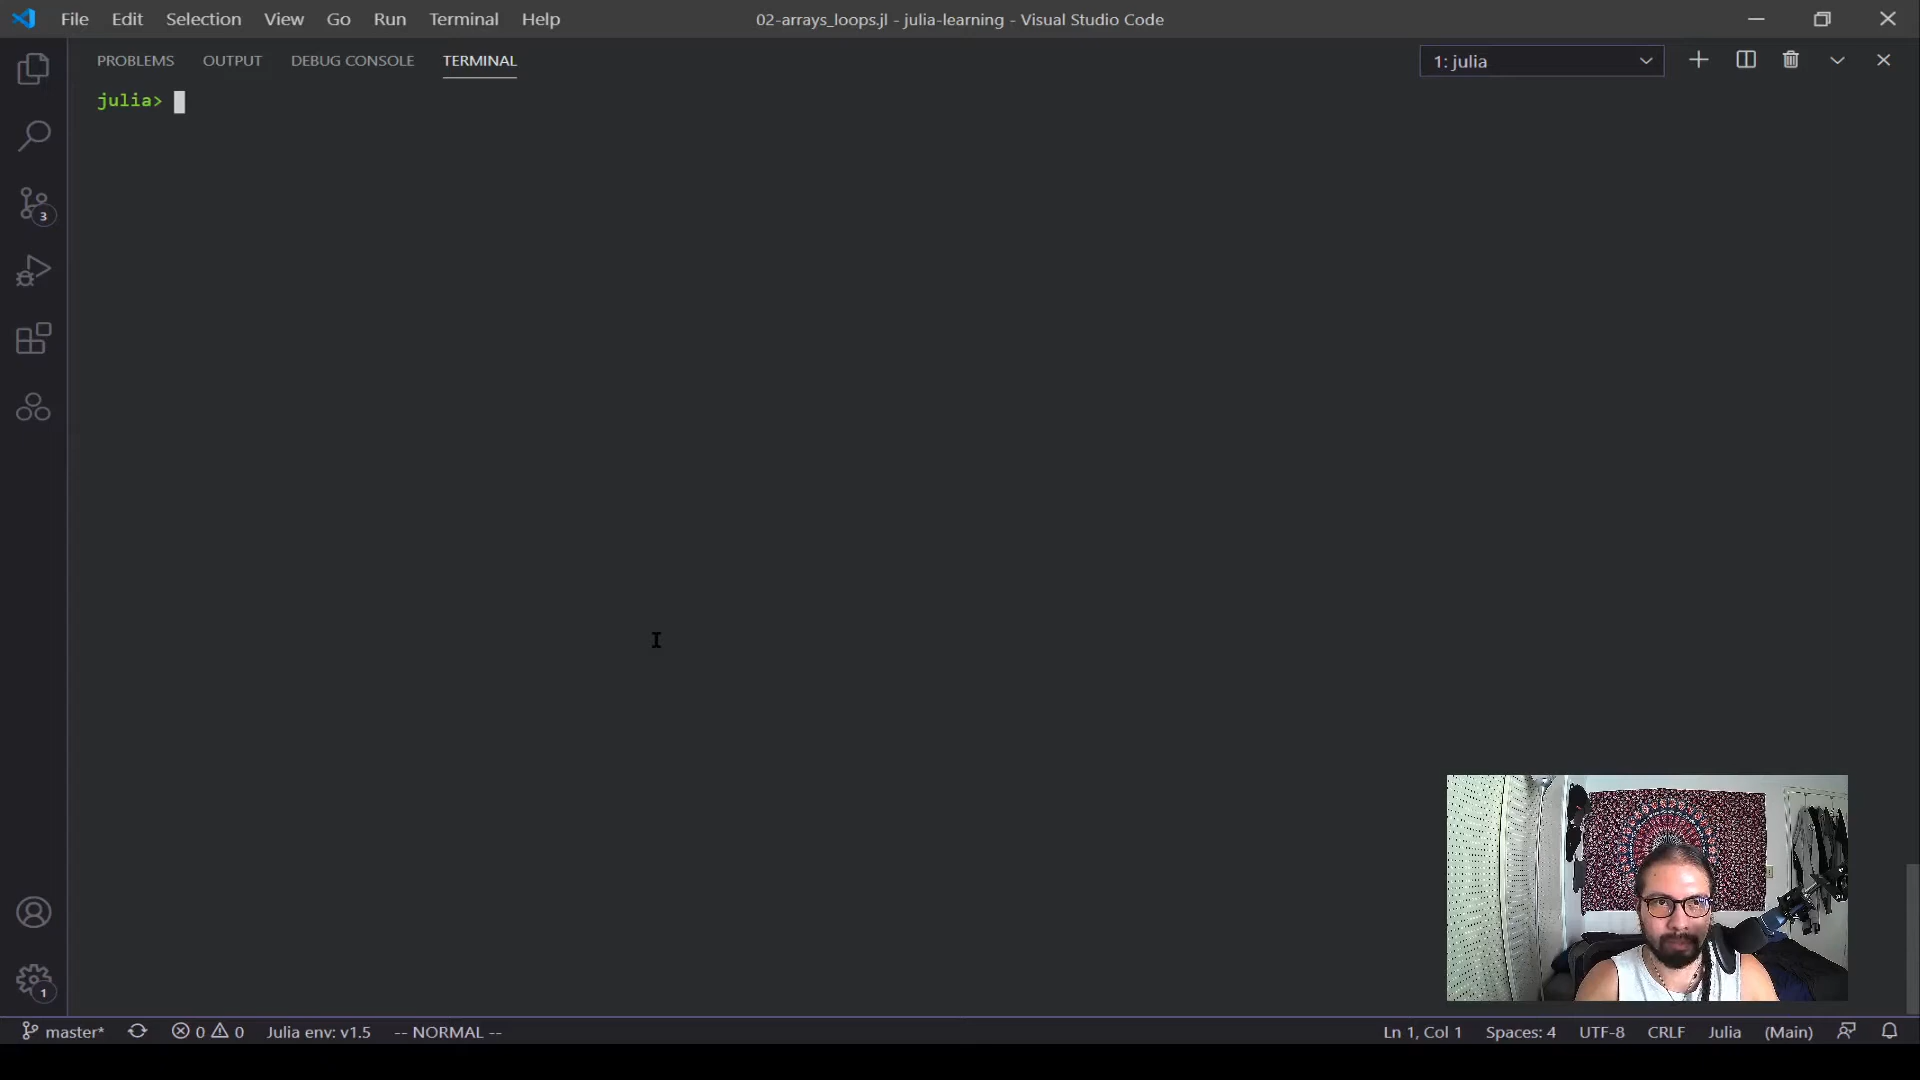 File Edit Selection View Go Run Terminal Help 02-arrays_loops.jl - julia-learning - Visual Studio Code
PROBLEMS OUTPUT DEBUG CONSOLE TERMINAL 1: julia
julia>
3
1
master* 0 0 Julia env: v1.5 -- NORMAL -- Ln 1, Col 1 Spaces: 4 UTF-8 CRLF Julia (Main)